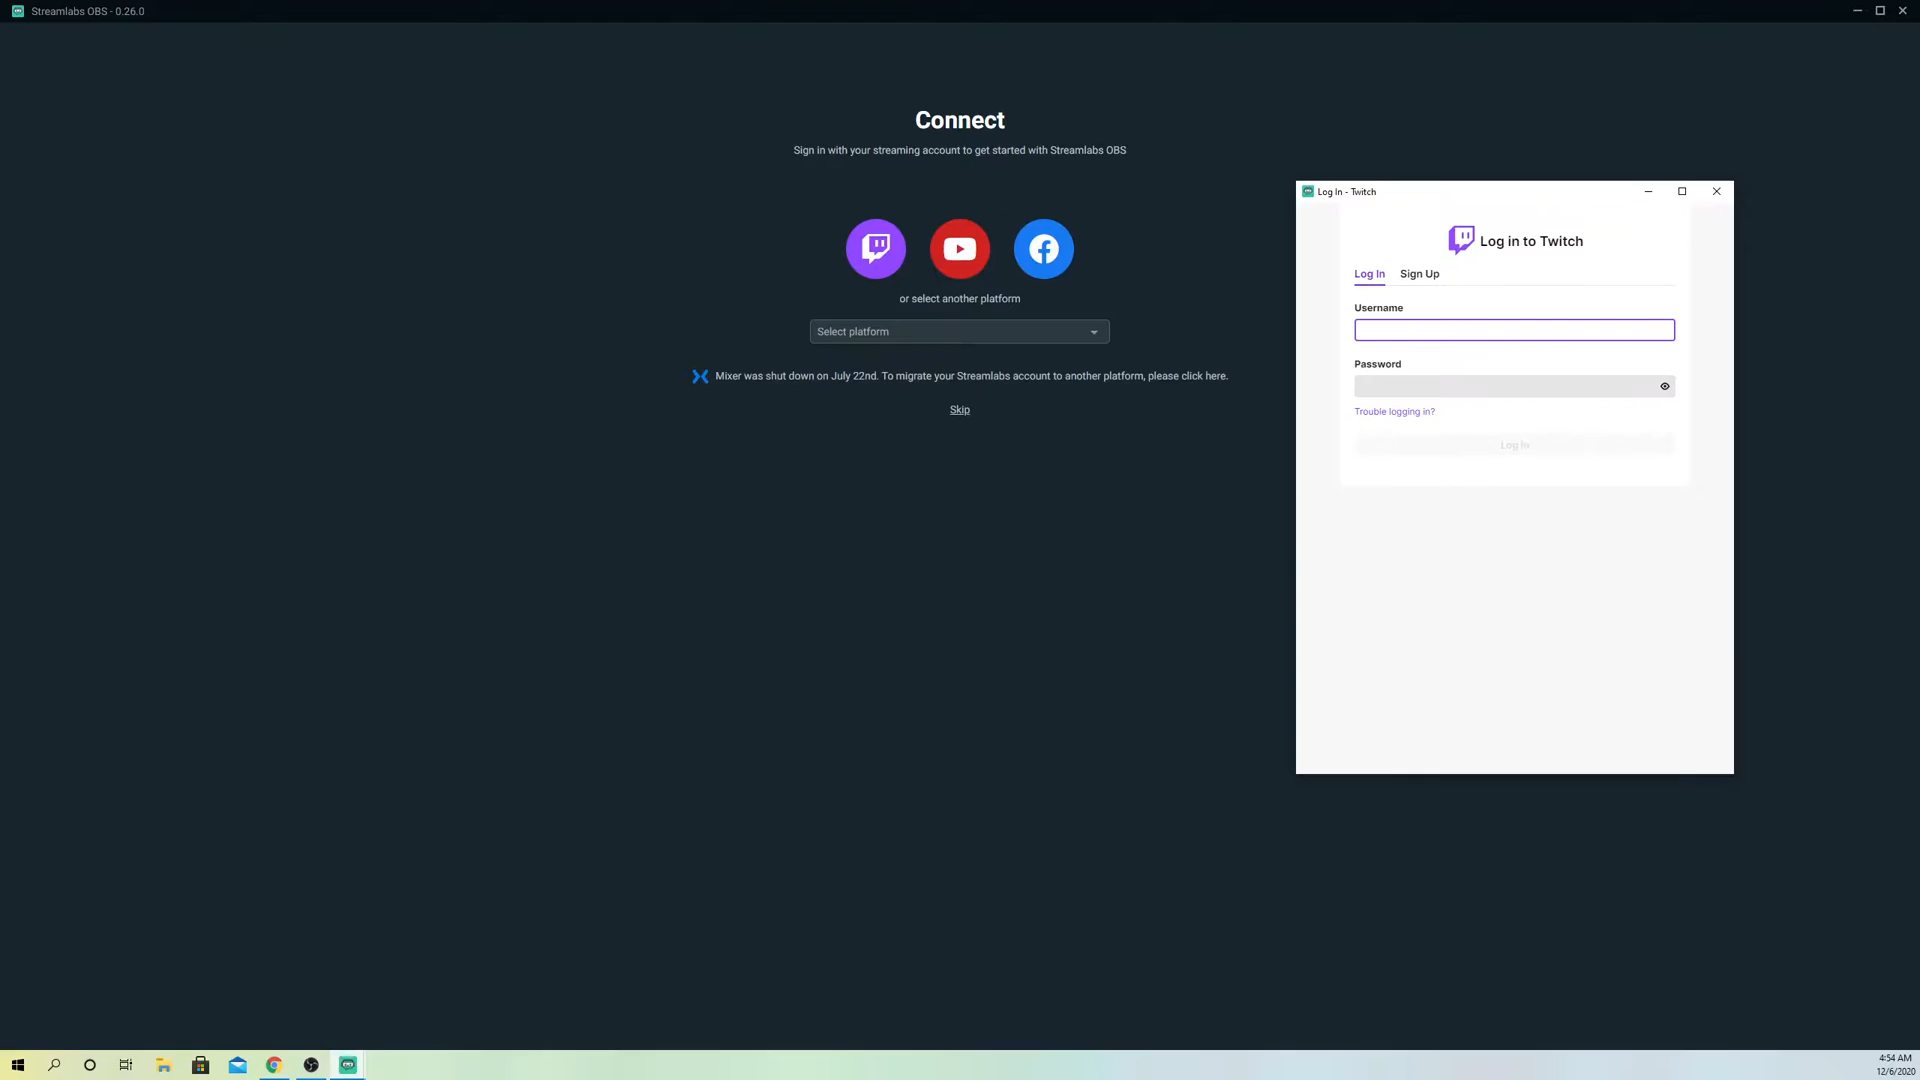 Streamlabs OBS - 0.26.0
Connect
Sign in with your streaming account to get started with Streamlabs OBS
or select another platform
Select platform
Mixer was shut down on July 22nd. To migrate your Streamlabs account to another platform, please click here.
Skip
Log In - Twitch
Log in to Twitch
Log In Sign Up
Username
Password
Trouble logging in?
Log In
4:54 AM
12/6/2020